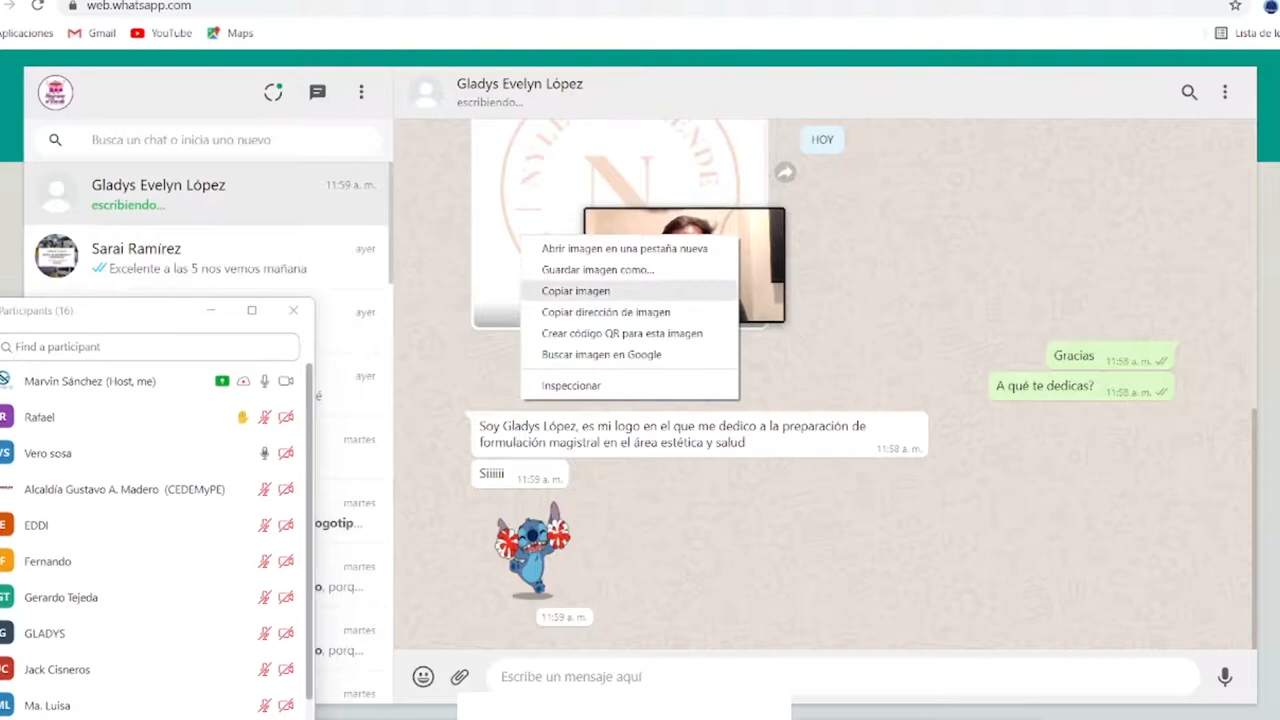 web.whatsapp.com
plicaciones
Gmail
YouTube
Maps
Lista de le
Gladys Evelyn López
escribiendo...
Busca un chat o inicia uno nuevo
Gladys Evelyn López
11:59 a. m.
escribiendo...
Sarai Ramírez
ayer
Excelente a las 5 nos vemos mañana
ayer
ayer
é
martes
martes
ogotip...
martes
o, porq...
martes
o, porq...
martes
Participants (16)
Find a participant
Marvin Sánchez (Host, me)
R
Rafael
VS
Vero sosa
Alcaldía Gustavo A. Madero (CEDEMyPE)
E
EDDI
F
Fernando
GT
Gerardo Tejeda
G
GLADYS
JC
Jack Cisneros
ML
Ma. Luisa
HOY
N
ENDE
Abrir imagen en una pestaña nueva
Guardar imagen como...
Copiar imagen
Copiar dirección de imagen
Crear código QR para esta imagen
Buscar imagen en Google
Inspeccionar
Gracias
11:58 a. m.
A qué te dedicas?
11:58 a. m.
Soy Gladys López, es mi logo en el que me dedico a la preparación de
formulación magistral en el área estética y salud
11:58 a. m.
Siiiiii
11:59 a. m.
11:59 a. m.
Escribe un mensaje aquí